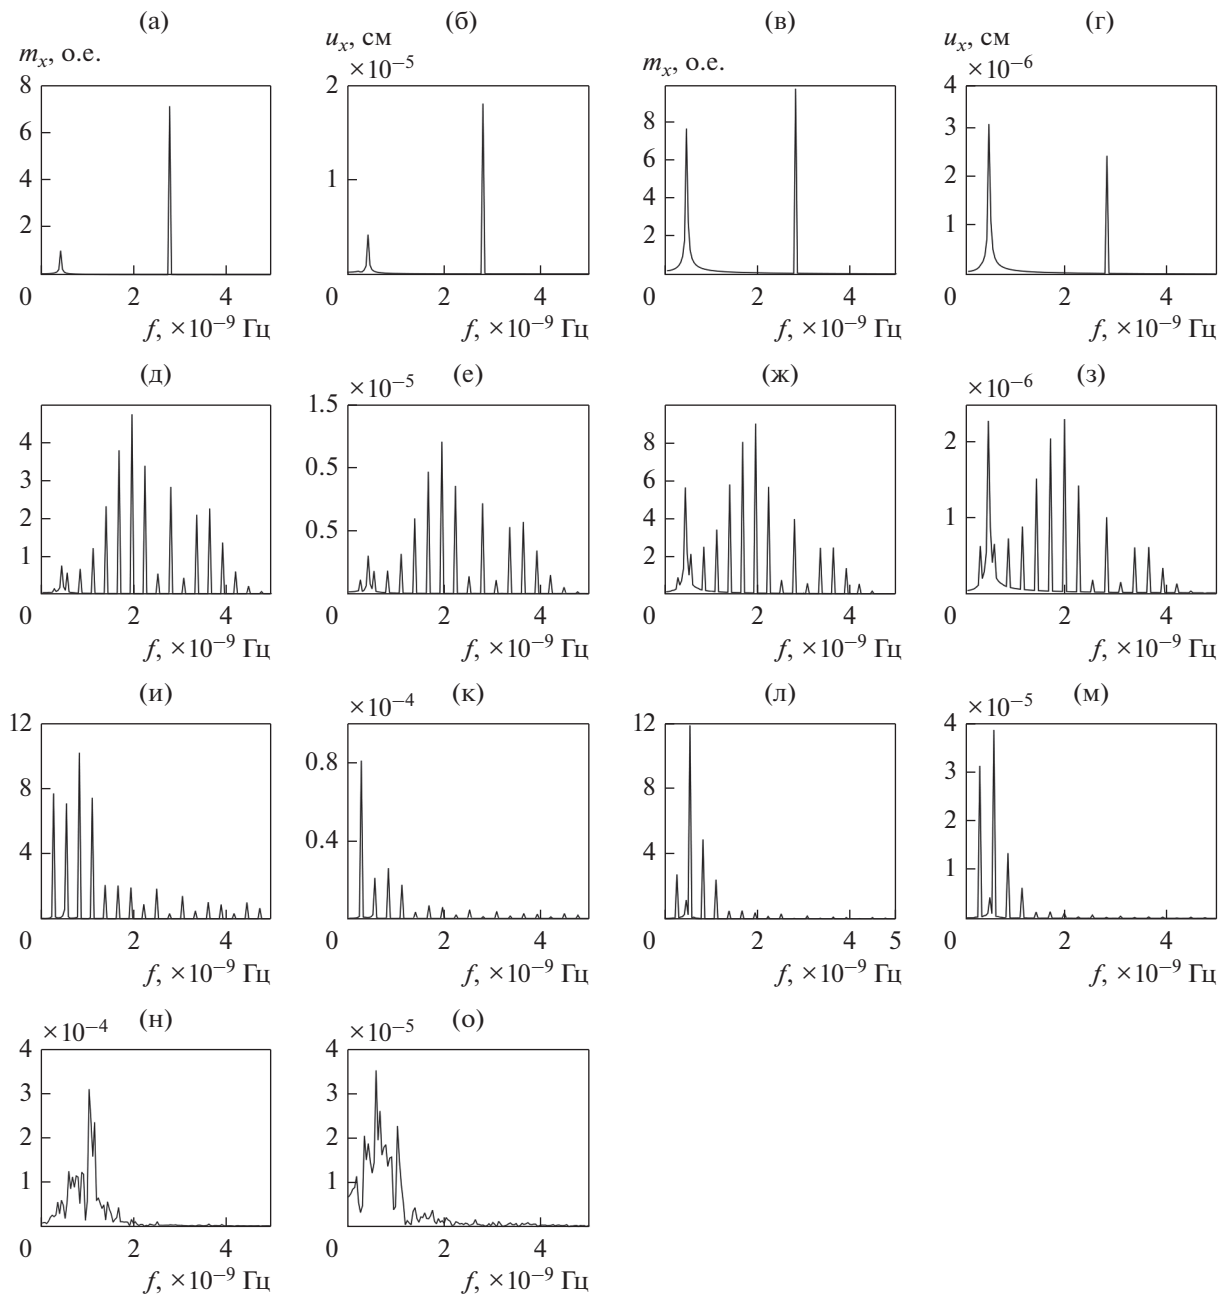 (а) (б) (в) (г)
mₓ, о.е. uₓ, см mₓ, о.е. uₓ, см
×10⁻⁵ ×10⁻⁶
8 2 4
8
6 3
6
4 1 2
4
2 1
2
0 2 4 0 2 4 0 2 4 0 2 4
f, ×10⁻⁹ Гц f, ×10⁻⁹ Гц f, ×10⁻⁹ Гц f, ×10⁻⁹ Гц
(д) (е) (ж) (з)
×10⁻⁵ ×10⁻⁶
1.5
4 8 2
3 0.5 6
2 4 1
0.5
1 2
0 2 4 0 2 4 0 2 4 0 2 4
f, ×10⁻⁹ Гц f, ×10⁻⁹ Гц f, ×10⁻⁹ Гц f, ×10⁻⁹ Гц
(и) (к) (л) (м)
×10⁻⁴ ×10⁻⁵
12 12 4
0.8 3
8 8
2
0.4
4 4 1
0 2 4 0 2 4 0 2 4 5 0 2 4
f, ×10⁻⁹ Гц f, ×10⁻⁹ Гц f, ×10⁻⁹ Гц f, ×10⁻⁹ Гц
(н) (о)
×10⁻⁴ ×10⁻⁵
4 4
3 3
2 2
1 1
0 2 4 0 2 4
f, ×10⁻⁹ Гц f, ×10⁻⁹ Гц